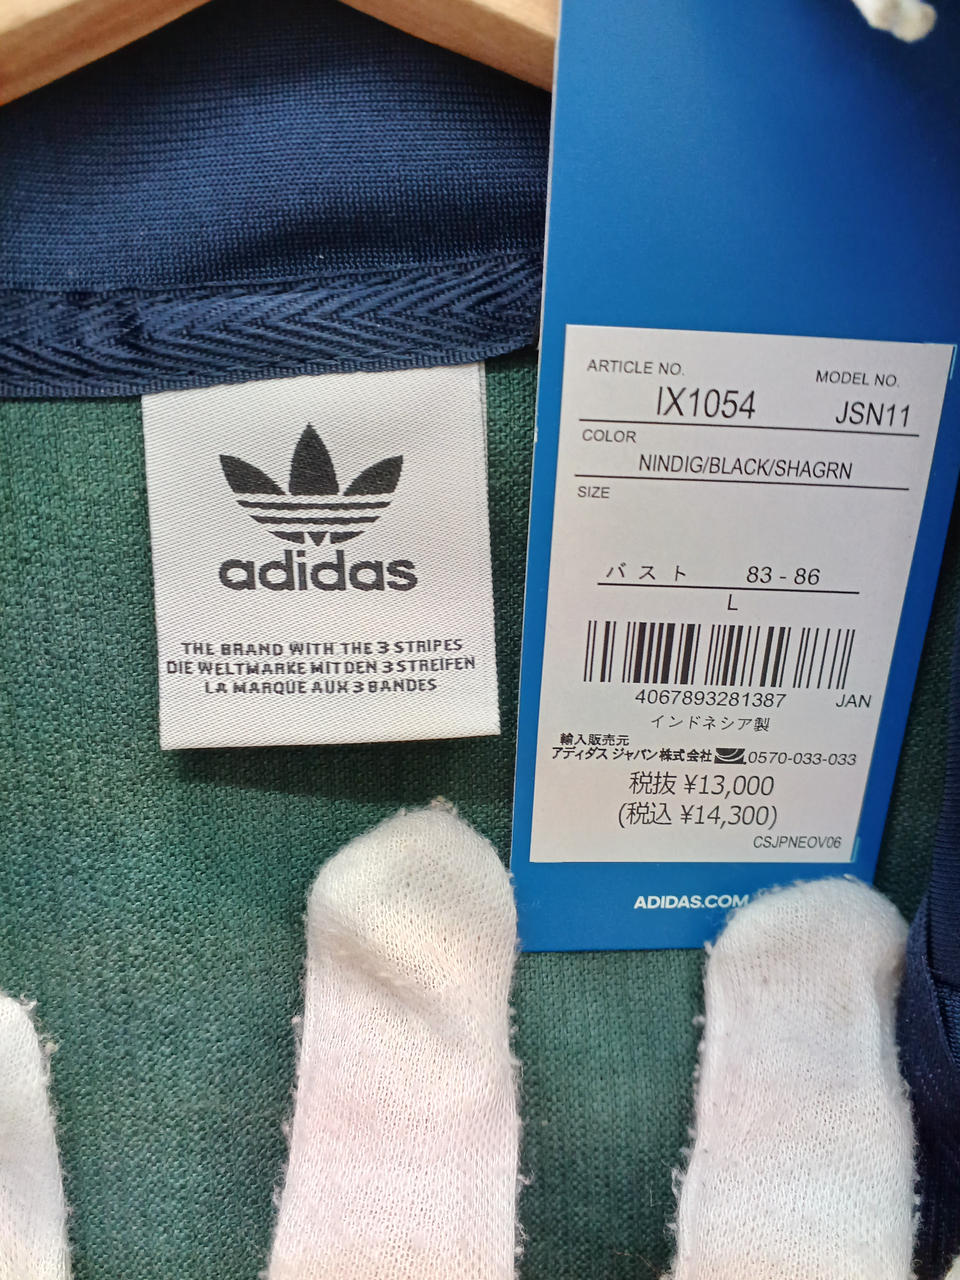 adidas
THE BRAND WITH THE 3 STRIPES
DIE WELTMARKE MIT DEN 3 STREIFEN
LA MARQUE AUX 3 BANDES
ARTICLE NO.
MODEL NO.
IX1054
JSN11
COLOR
NINDIG/BLACK/SHAGRN
SIZE
バスト 83 - 86
L
4067893281387 JAN
インドネシア製
輸入販売元
アディダス ジャパン株式会社 0570-033-033
税抜 ¥13,000
(税込 ¥14,300)
CSJPNEOV06
ADIDAS.COM